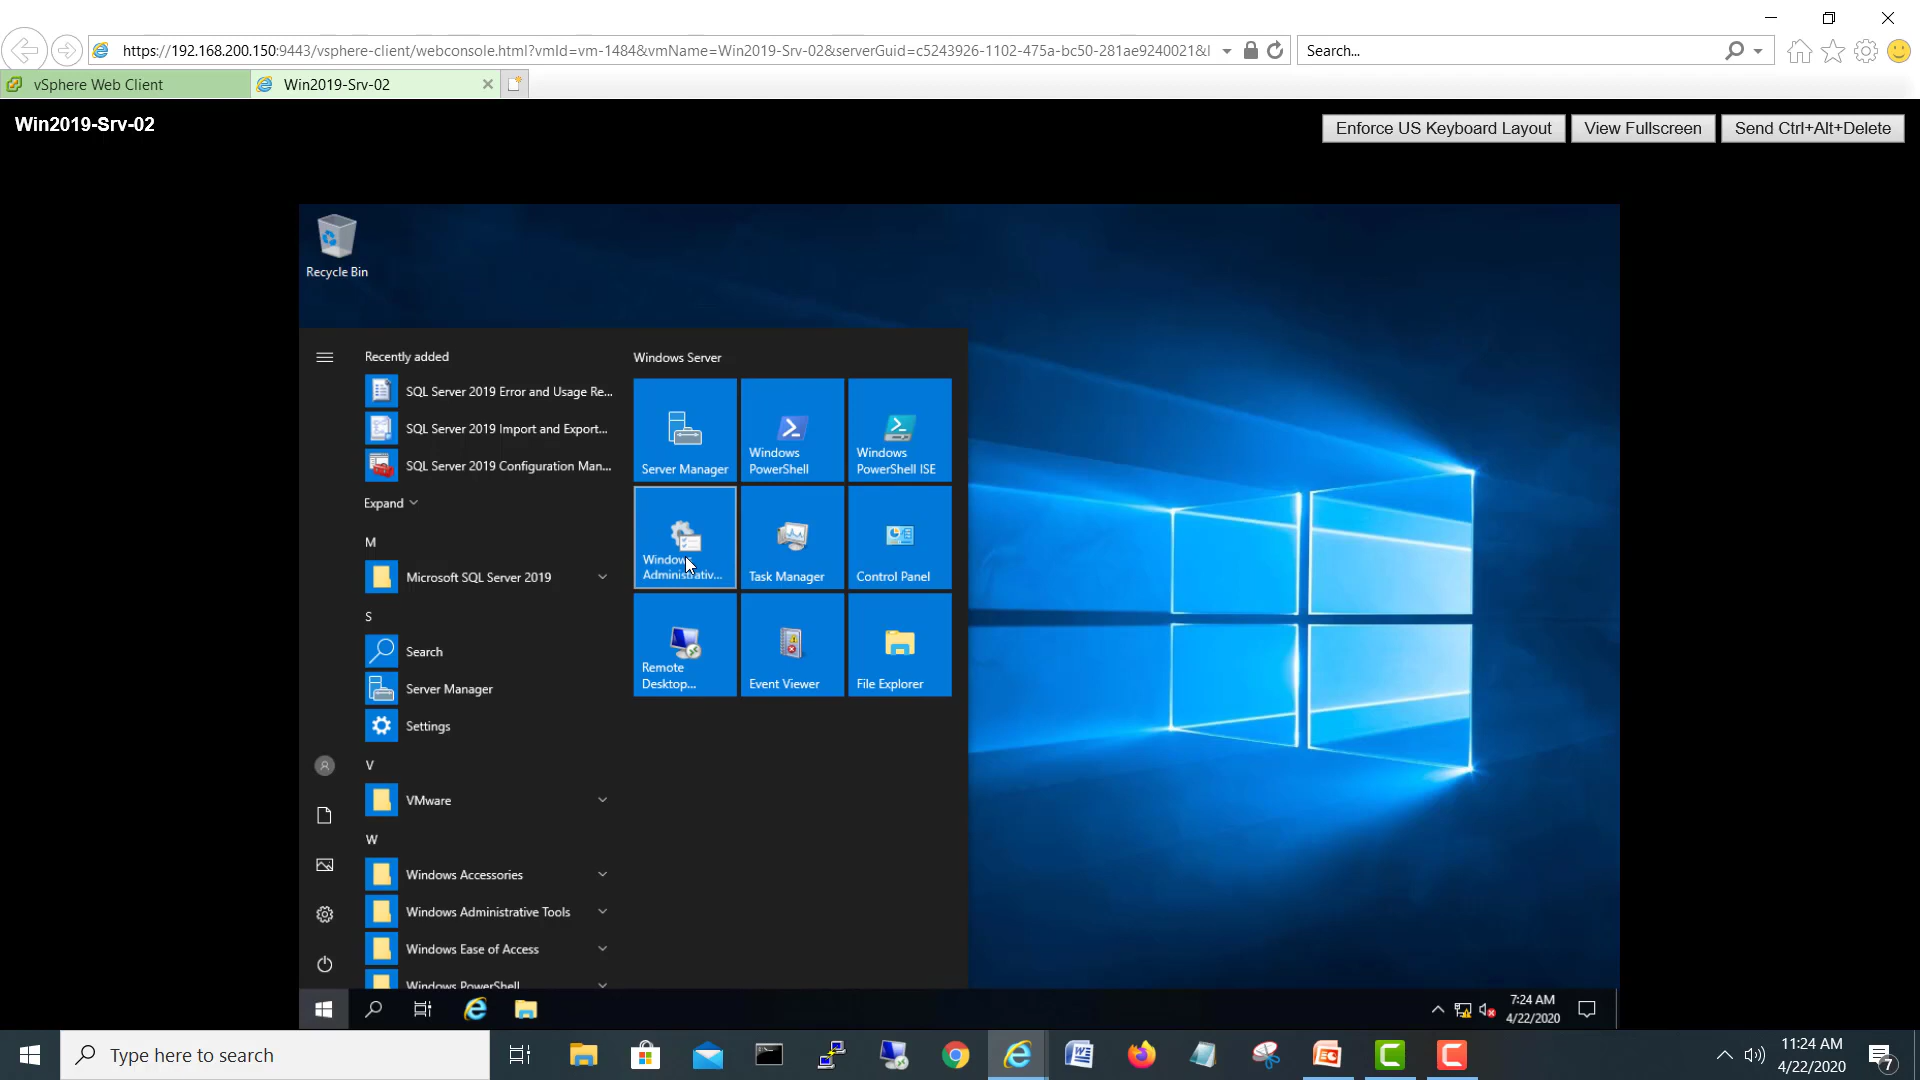 https://192.168.200.150:9443/vsphere-client/webconsole.html?vmId=vm-1484&vmName=Win2019-Srv-02&serverGuid=c5243926-1102-475a-bc50-281ae9240021&l
Search...
vSphere Web Client
Win2019-Srv-02
Win2019-Srv-02
Enforce US Keyboard Layout
View Fullscreen
Send Ctrl+Alt+Delete
Recycle Bin
Recently added
SQL Server 2019 Error and Usage Re...
SQL Server 2019 Import and Export...
SQL Server 2019 Configuration Man...
Expand
M
Microsoft SQL Server 2019
S
Search
Server Manager
Settings
V
VMware
W
Windows Accessories
Windows Administrative Tools
Windows Ease of Access
Windows PowerShell
Windows Server
Server Manager
Windows
PowerShell
Windows
PowerShell ISE
Windows
Administrativ...
Task Manager
Control Panel
Remote
Desktop...
Event Viewer
File Explorer
7:24 AM
4/22/2020
Type here to search
11:24 AM
4/22/2020
7